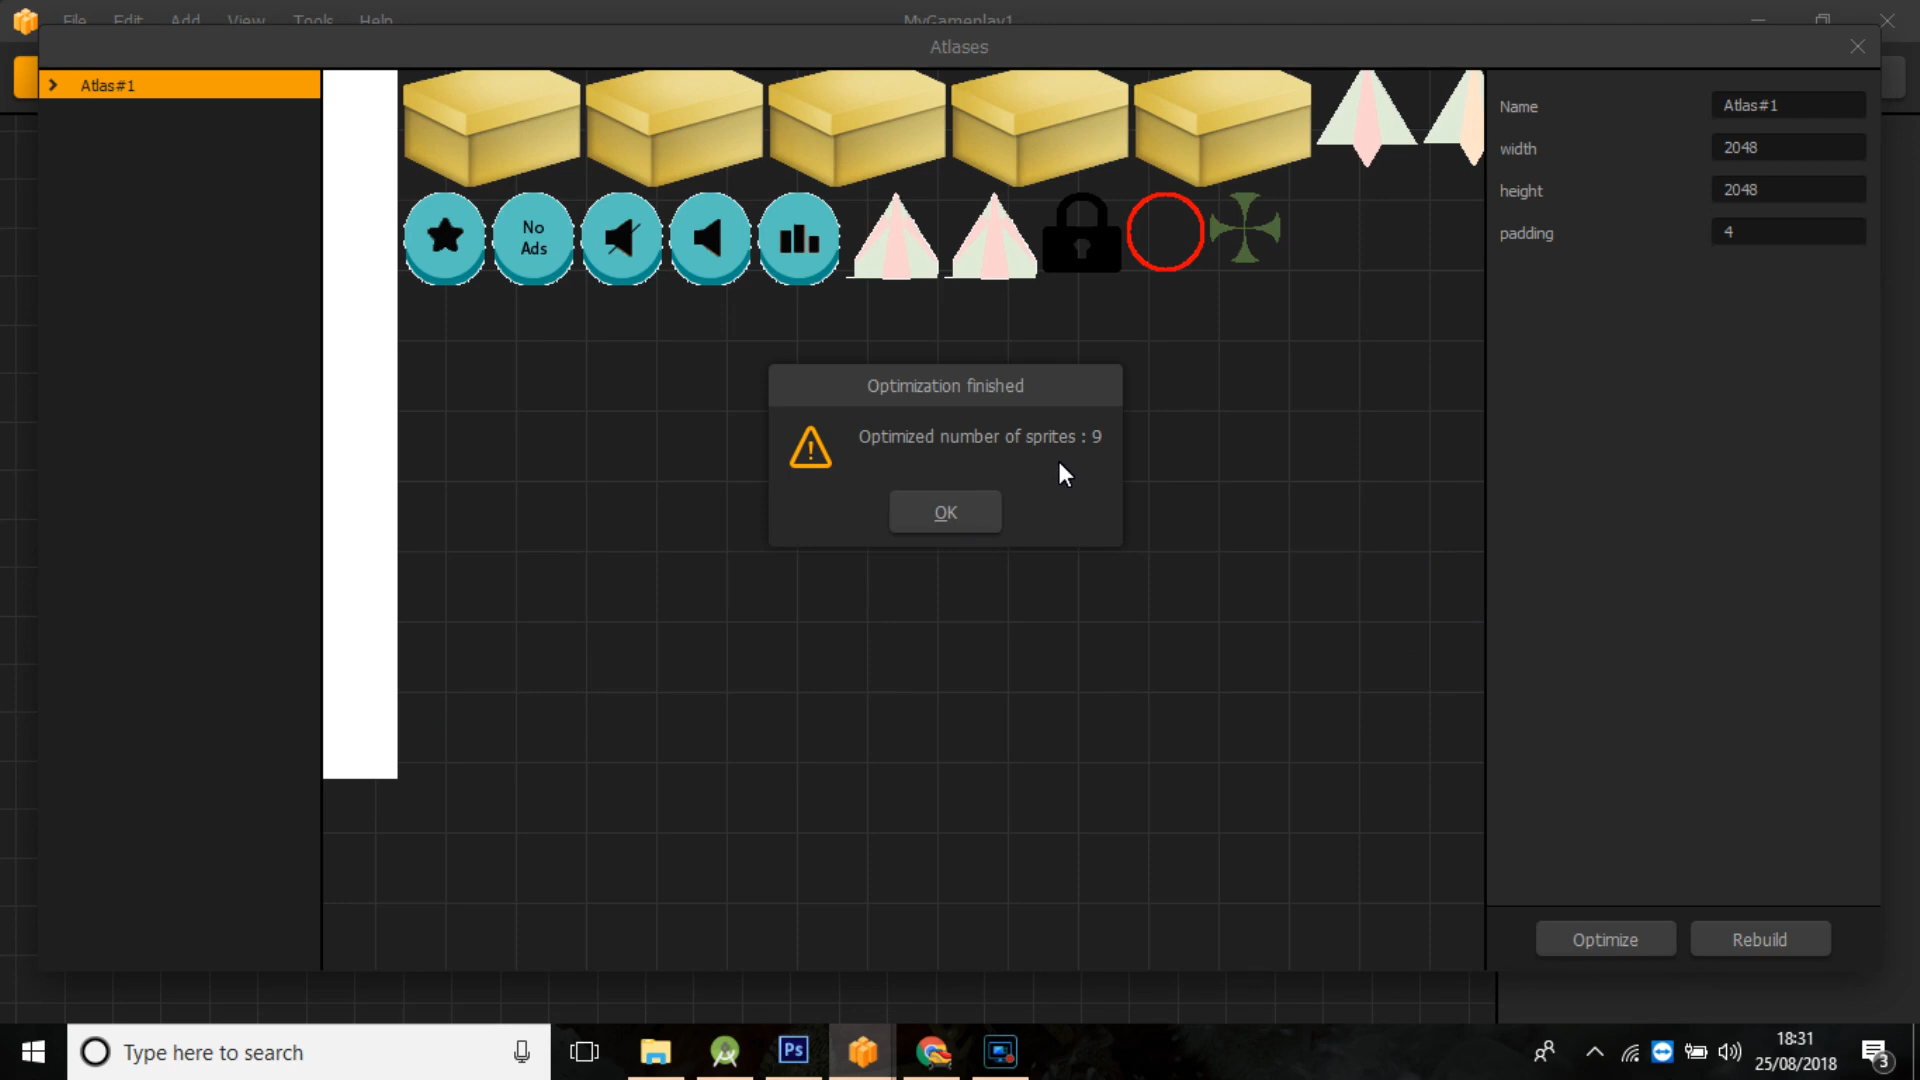 File Edit Add View Tools Help
MyGameplay1
Atlases
Atlas#1
Name Atlas#1
width 2048
height 2048
padding 4
No
Ads
Optimization finished
Optimized number of sprites : 9
OK
Optimize Rebuild
Type here to search
Ps
18:31
25/08/2018
3